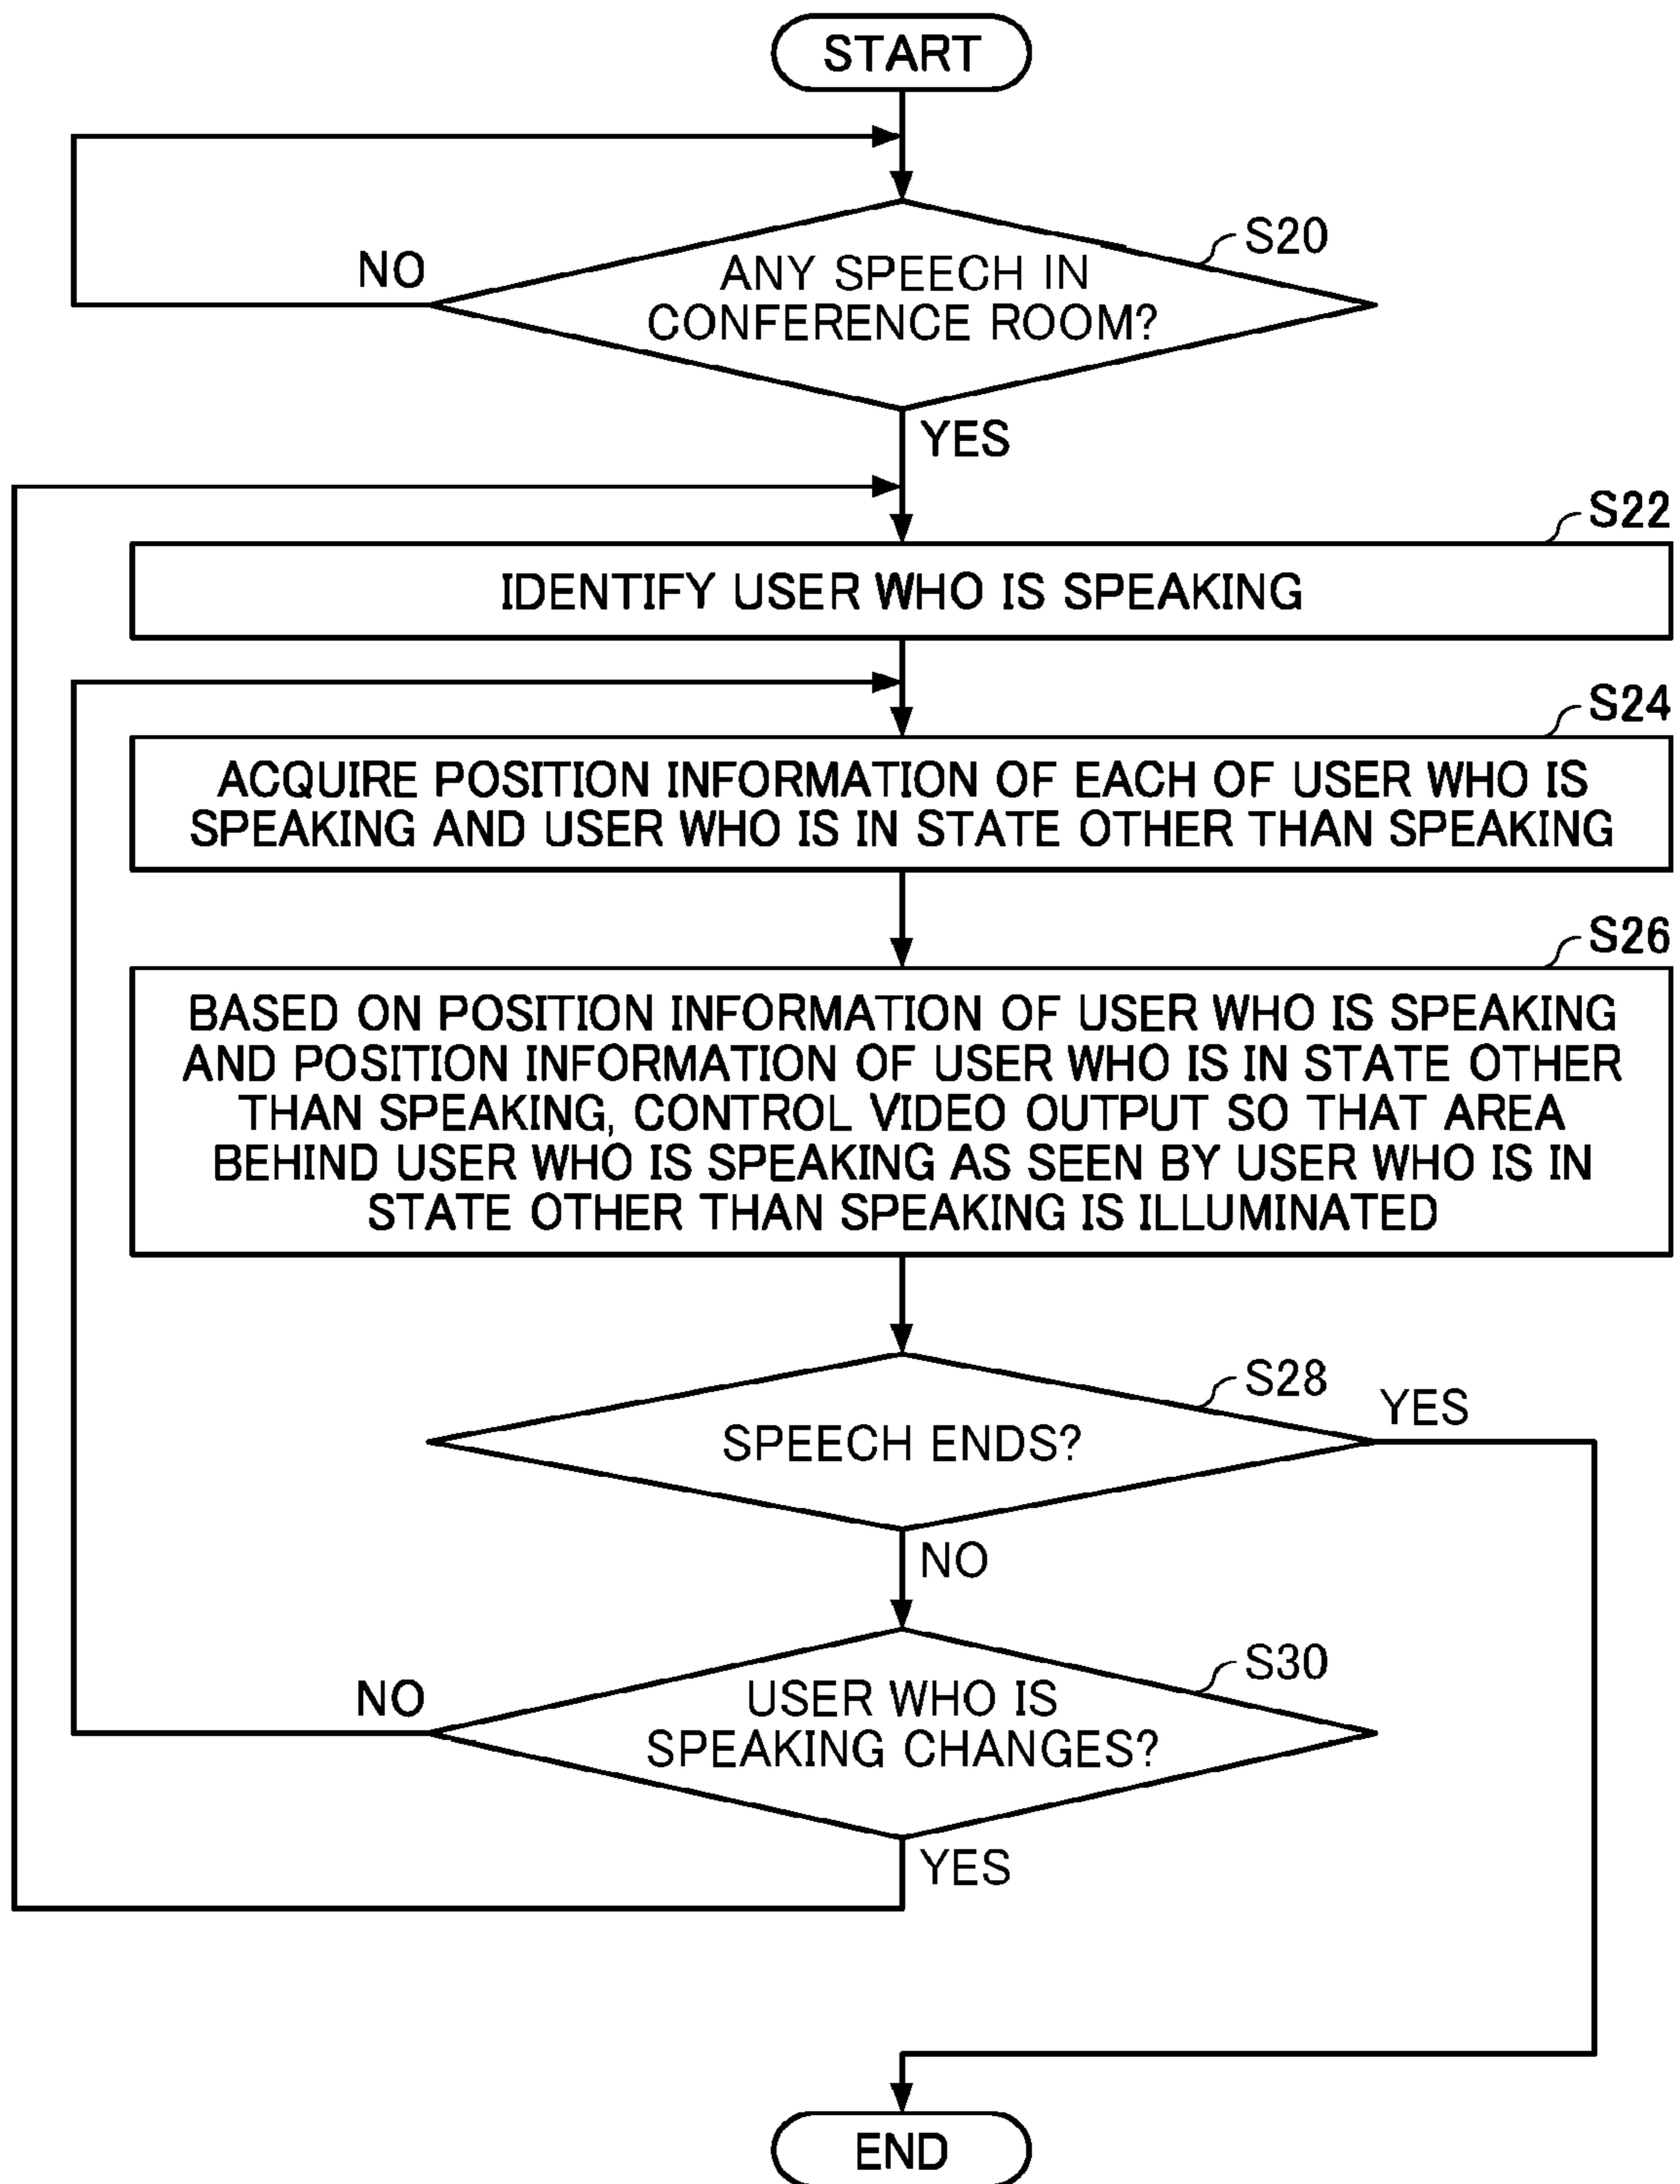 START
S20
NO
ANY SPEECH IN
CONFERENCE ROOM?
YES
S22
IDENTIFY USER WHO IS SPEAKING
S24
ACQUIRE POSITION INFORMATION OF EACH OF USER WHO IS
SPEAKING AND USER WHO IS IN STATE OTHER THAN SPEAKING
S26
BASED ON POSITION INFORMATION OF USER WHO IS SPEAKING
AND POSITION INFORMATION OF USER WHO IS IN STATE OTHER
THAN SPEAKING, CONTROL VIDEO OUTPUT SO THAT AREA
BEHIND USER WHO IS SPEAKING AS SEEN BY USER WHO IS IN
STATE OTHER THAN SPEAKING IS ILLUMINATED
S28
YES
SPEECH ENDS?
NO
S30
NO
USER WHO IS
SPEAKING CHANGES?
YES
END